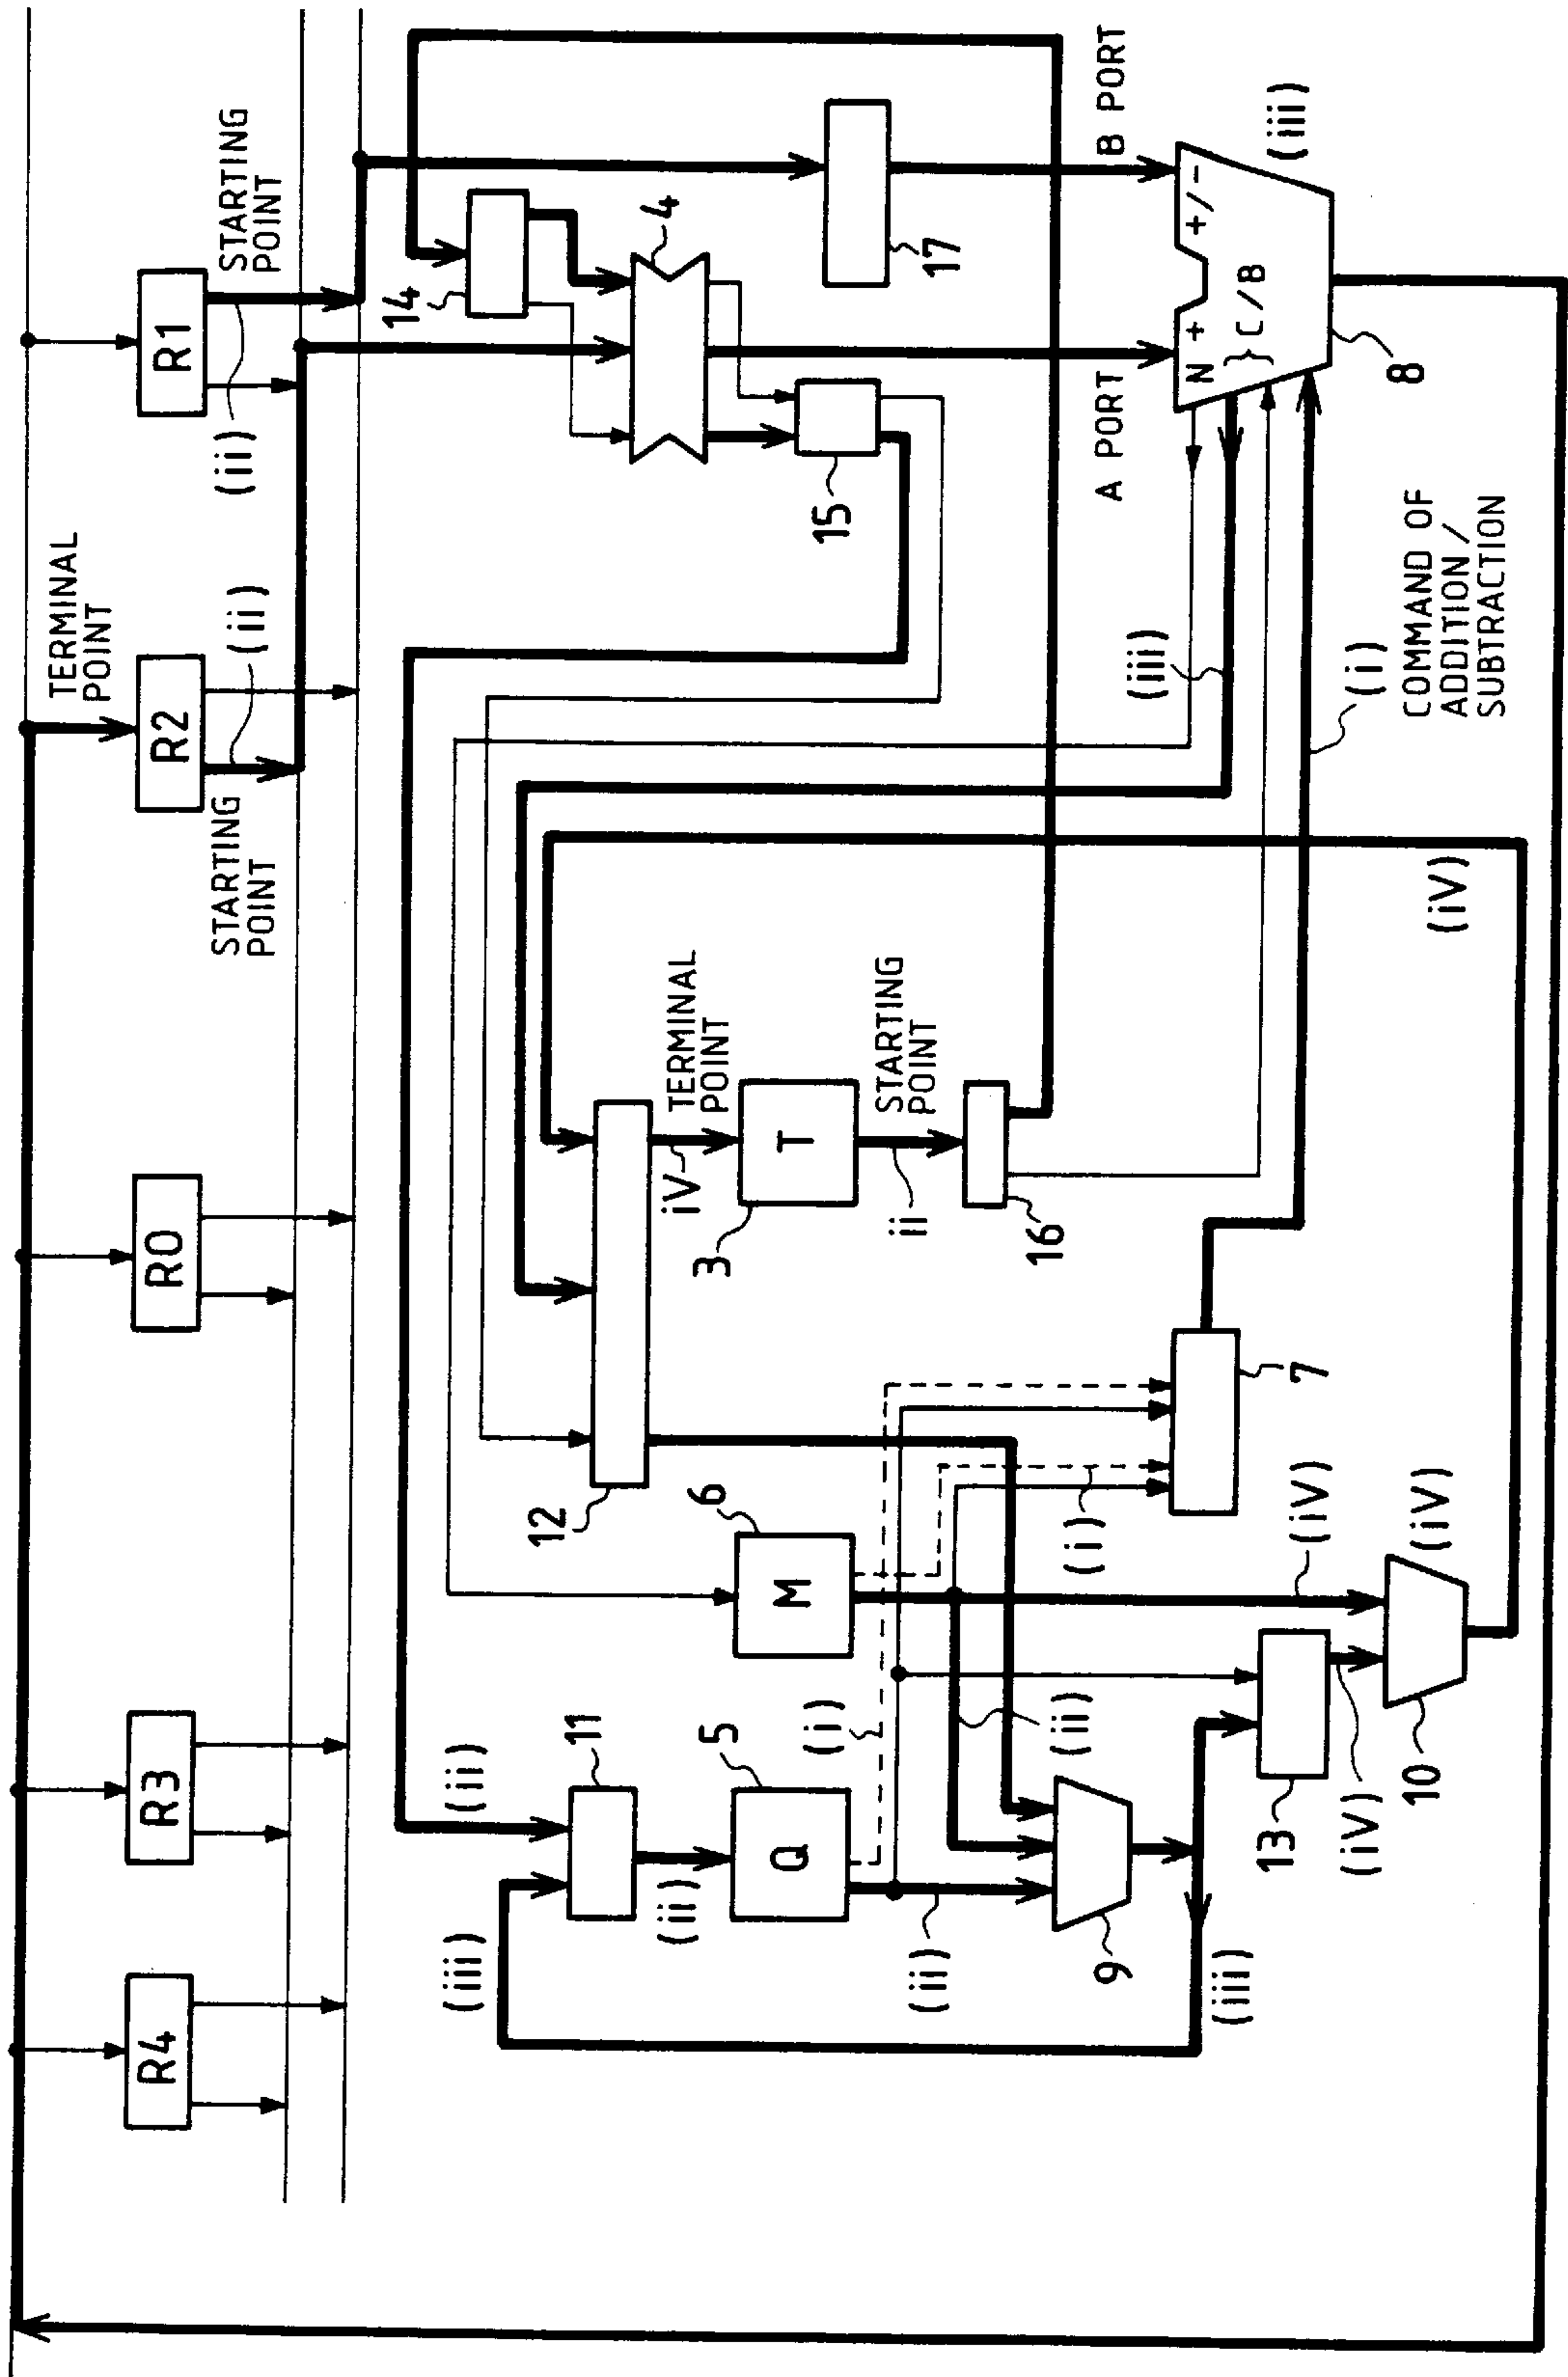 R4
R3
R0
R2
R1
TERMINAL
POINT
STARTING
POINT
(ii)
(ii)
STARTING
POINT
(iii)
(ii)
11
(ii)
Q
5
(i)
(ii)
9
(iii)
(ii)
M
6
(i)
12
iV
TERMINAL
POINT
T
3
ii
STARTING
POINT
16
7
13
(iV)
10
(iV)
(iV)
(iV)
14
4
15
17
A PORT
B PORT
N + +/-
} C/B
8
(iii)
(iii)
(i)
COMMAND OF
ADDITION /
SUBTRACTION